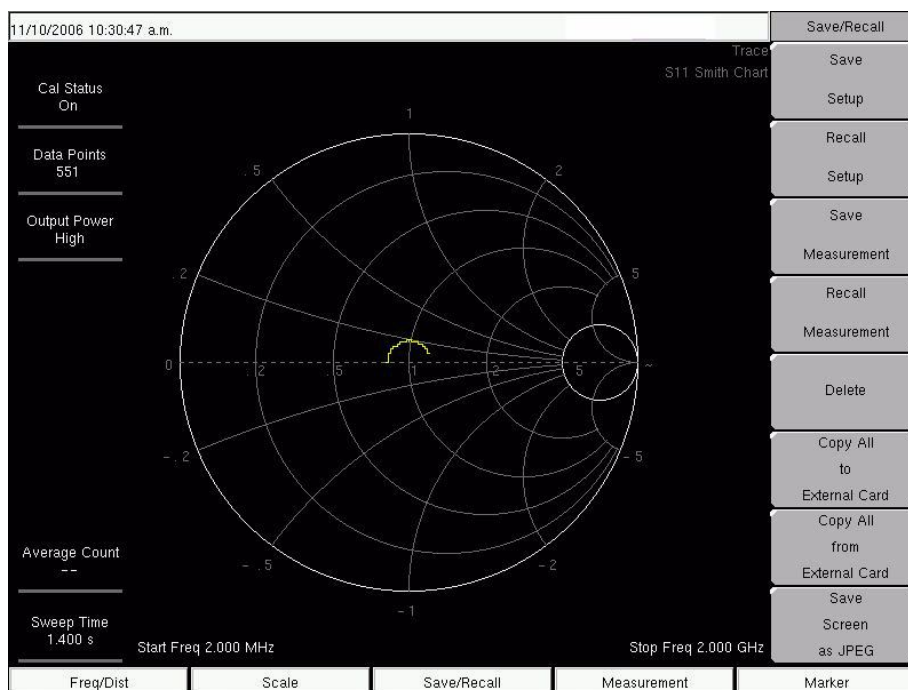 11/10/2006 10:30:47 a.m.
Save/Recall
Trace
S11 Smith Chart
Cal Status
On
Data Points
551
Output Power
High
Average Count
--
Sweep Time
1.400 s
1
.5
2
.2
5
0
.2
.5
1
2
5
~
-.2
-5
-.5
-2
-1
Start Freq 2.000 MHz
Stop Freq 2.000 GHz
Save
Setup
Recall
Setup
Save
Measurement
Recall
Measurement
Delete
Copy All
to
External Card
Copy All
from
External Card
Save
Screen
as JPEG
Freq/Dist
Scale
Save/Recall
Measurement
Marker